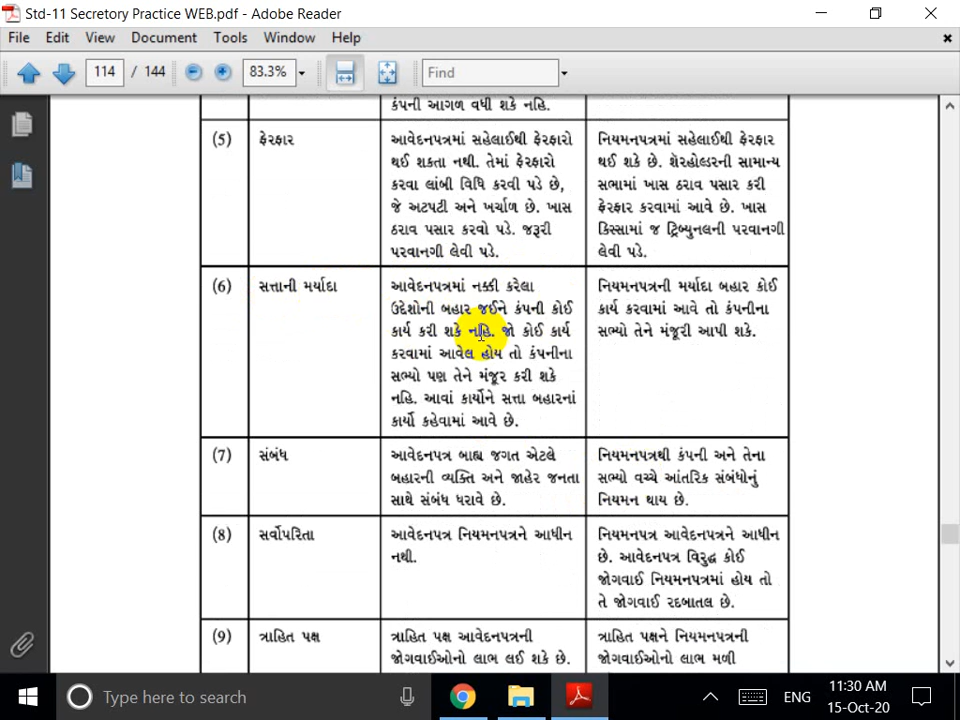 Std-11 Secretory Practice WEB.pdf - Adobe Reader
File Edit View Document Tools Window Help
114 / 144 83.3% Find
કંપની આગળ વધી શકે નહિ.
(5) ફેરફાર
આવેદનપત્રમાં સહેલાઈથી ફેરફારો
થઈ શકતા નથી. તેમાં ફેરફારો
કરવા લાંબી વિધિ કરવી પડે છે,
જે અટપટી અને ખર્ચાળ છે. ખાસ
ઠરાવ પસાર કરવો પડે. જરૂરી
પરવાનગી લેવી પડે.
નિયમનપત્રમાં સહેલાઈથી ફેરફાર
થઈ શકે છે. શેરહોલ્ડરની સામાન્ય
સભામાં ખાસ ઠરાવ પસાર કરી
ફેરફાર કરવામાં આવે છે. ખાસ
કિસ્સામાં જ ટ્રિબ્યુનલની પરવાનગી
લેવી પડે.
(6) સત્તાની મર્યાદા
આવેદનપત્રમાં નક્કી કરેલા
ઉદ્દેશોની બહાર જઈને કંપની કોઈ
કાર્ય કરી શકે નહિ. જો કોઈ કાર્ય
કરવામાં આવેલ હોય તો કંપનીના
સભ્યો પણ તેને મંજૂર કરી શકે
નહિ. આવાં કાર્યોને સત્તા બહારનાં
કાર્યો કહેવામાં આવે છે.
નિયમનપત્રની મર્યાદા બહાર કોઈ
કાર્ય કરવામાં આવે તો કંપનીના
સભ્યો તેને મંજૂરી આપી શકે.
(7) સંબંધ
આવેદનપત્ર બાહ્ય જગત એટલે
બહારની વ્યક્તિ અને જાહેર જનતા
સાથે સંબંધ ધરાવે છે.
નિયમનપત્રથી કંપની અને તેના
સભ્યો વચ્ચે આંતરિક સંબંધોનું
નિયમન થાય છે.
(8) સર્વોપરિતા
આવેદનપત્ર નિયમનપત્રને આધીન
નથી.
નિયમનપત્ર આવેદનપત્રને આધીન
છે. આવેદનપત્ર વિરુદ્ધ કોઈ
જોગવાઈ નિયમનપત્રમાં હોય તો
તે જોગવાઈ રદબાતલ છે.
(9) ત્રાહિત પક્ષ
ત્રાહિત પક્ષ આવેદનપત્રની
જોગવાઈઓનો લાભ લઈ શકે છે.
ત્રાહિત પક્ષને નિયમનપત્રની
જોગવાઈઓનો લાભ મળી
Type here to search
ENG
11:30 AM
15-Oct-20